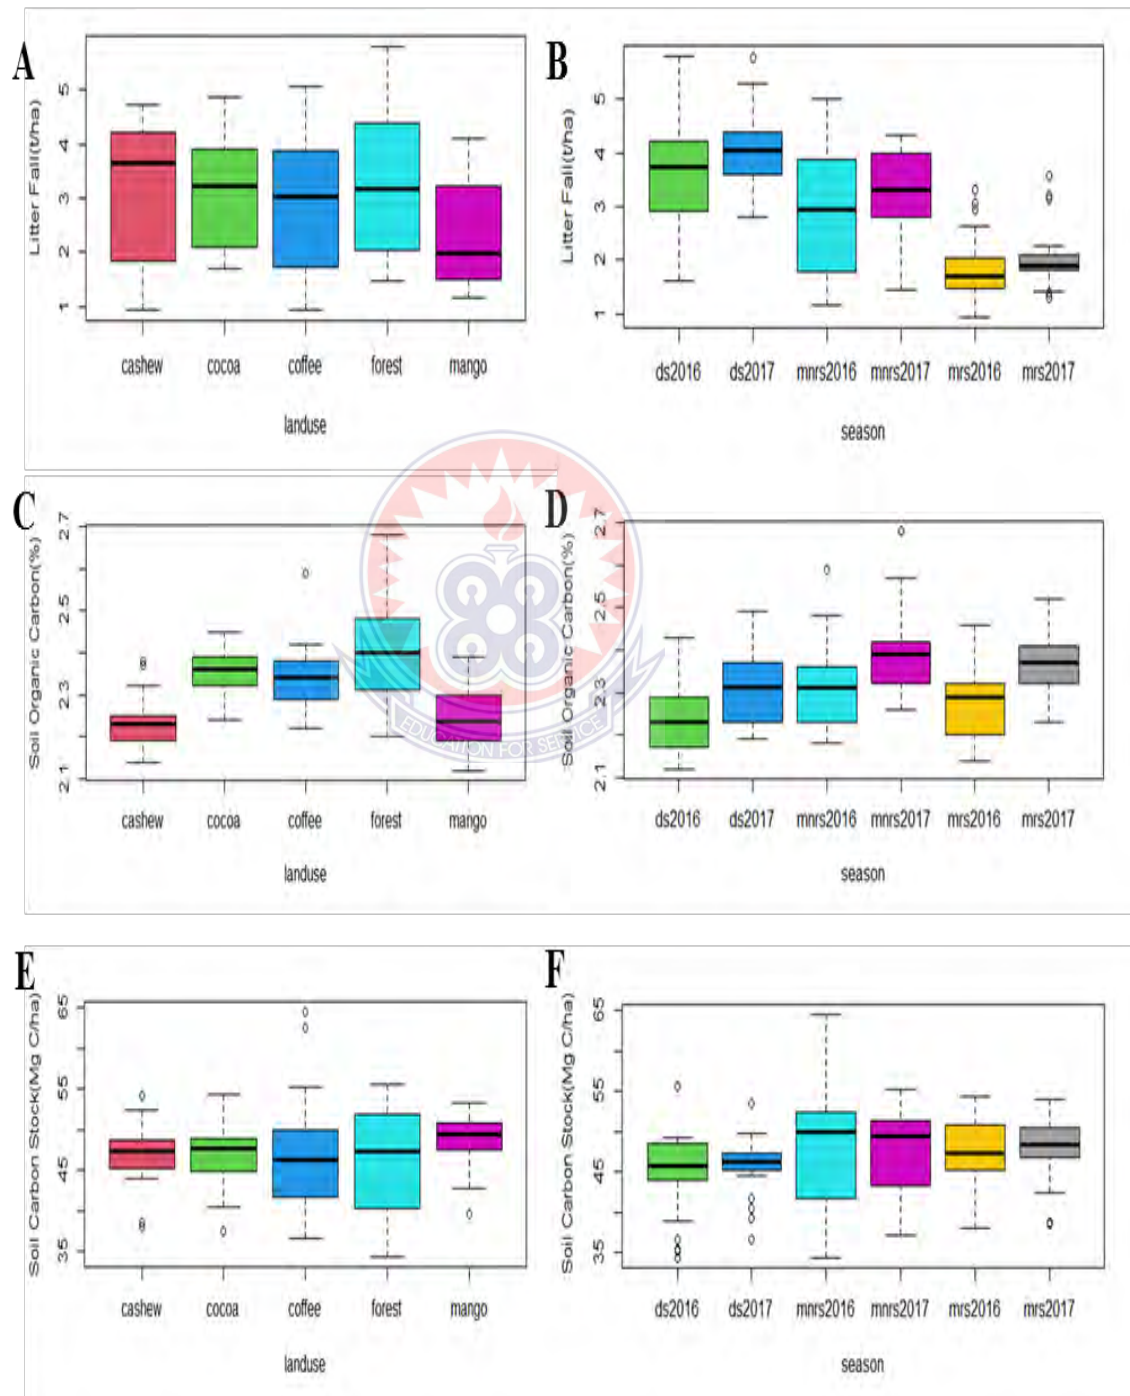 A
B
Litter Fall(t/ha)
5
4
3
2
1
cashew cocoa coffee forest mango
landuse
Litter Fall(t/ha)
5
4
3
2
1
ds2016 ds2017 mnrs2016 mnrs2017 mrs2016 mrs2017
season
C
D
Soil Organic Carbon(%)
2.7
2.5
2.3
2.1
cashew cocoa coffee forest mango
landuse
Soil Organic Carbon(%)
2.7
2.5
2.3
2.1
ds2016 ds2017 mnrs2016 mnrs2017 mrs2016 mrs2017
season
EDUCATION FOR SERVICE
E
F
Soil Carbon Stock(Mg C/ha)
65
55
45
35
cashew cocoa coffee forest mango
landuse
Soil Carbon Stock(Mg C/ha)
65
55
45
35
ds2016 ds2017 mnrs2016 mnrs2017 mrs2016 mrs2017
season